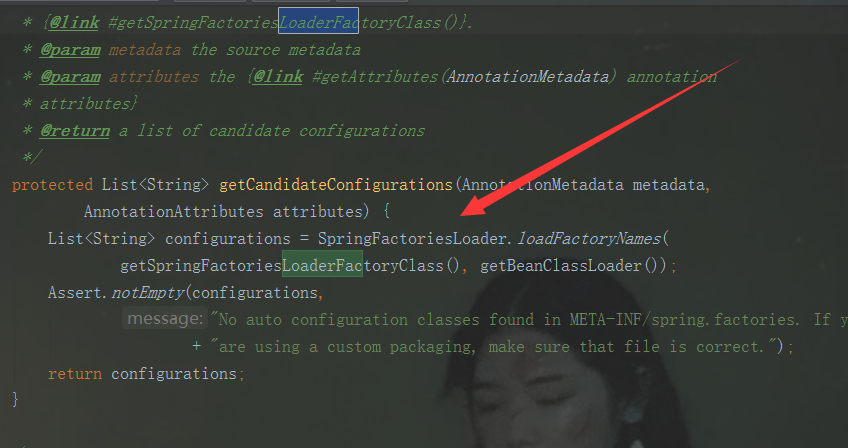 * {@link #getSpringFactoriesLoaderFactoryClass()}.
* @param metadata the source metadata
* @param attributes the {@link #getAttributes(AnnotationMetadata) annotation
* attributes}
* @return a list of candidate configurations
*/
protected List<String> getCandidateConfigurations(AnnotationMetadata metadata,
AnnotationAttributes attributes) {
List<String> configurations = SpringFactoriesLoader.loadFactoryNames(
getSpringFactoriesLoaderFactoryClass(), getBeanClassLoader());
Assert.notEmpty(configurations,
message: "No auto configuration classes found in META-INF/spring.factories. If y
+ "are using a custom packaging, make sure that file is correct.");
return configurations;
}